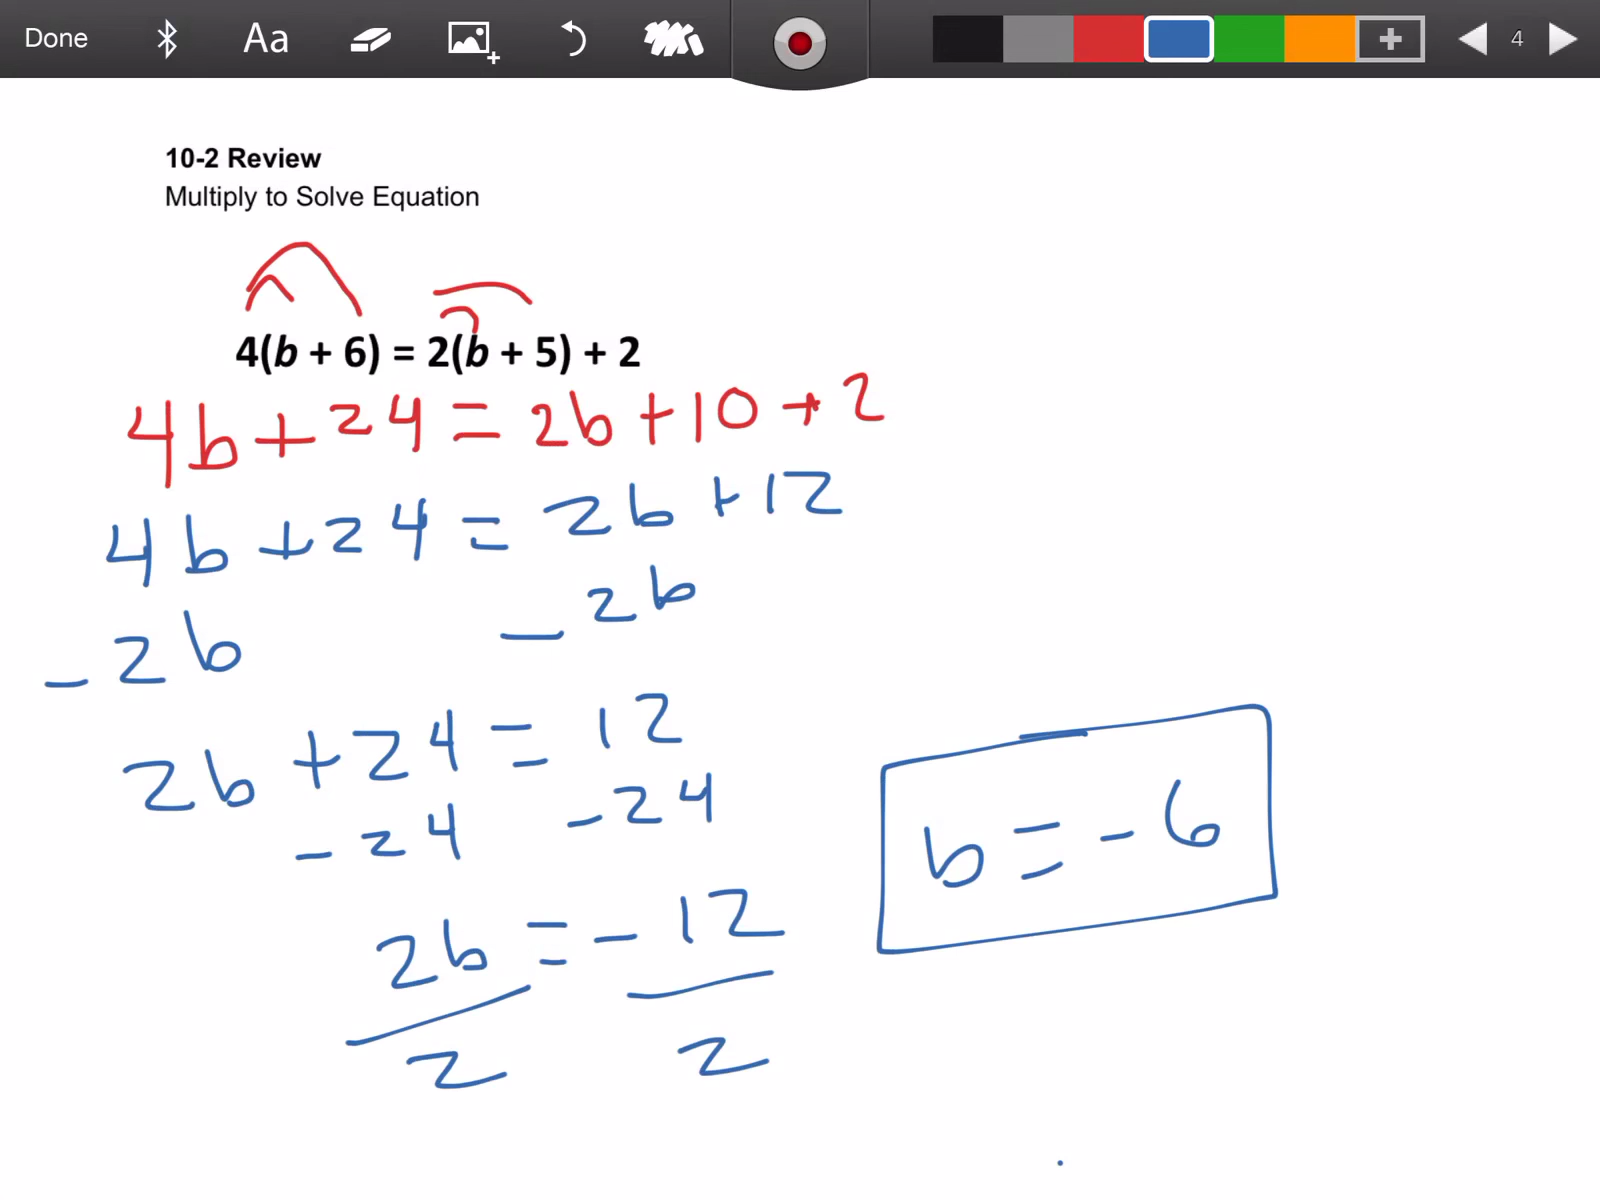 Done Aa 4
10-2 Review
Multiply to Solve Equation
4(b + 6) = 2(b + 5) + 2
4b + 24 = 2b + 10 + 2
4b + 24 = 2b + 12
- 2b - 2b
2b + 24 = 12
- 24 - 24
2b = - 12
2 2
b = - 6